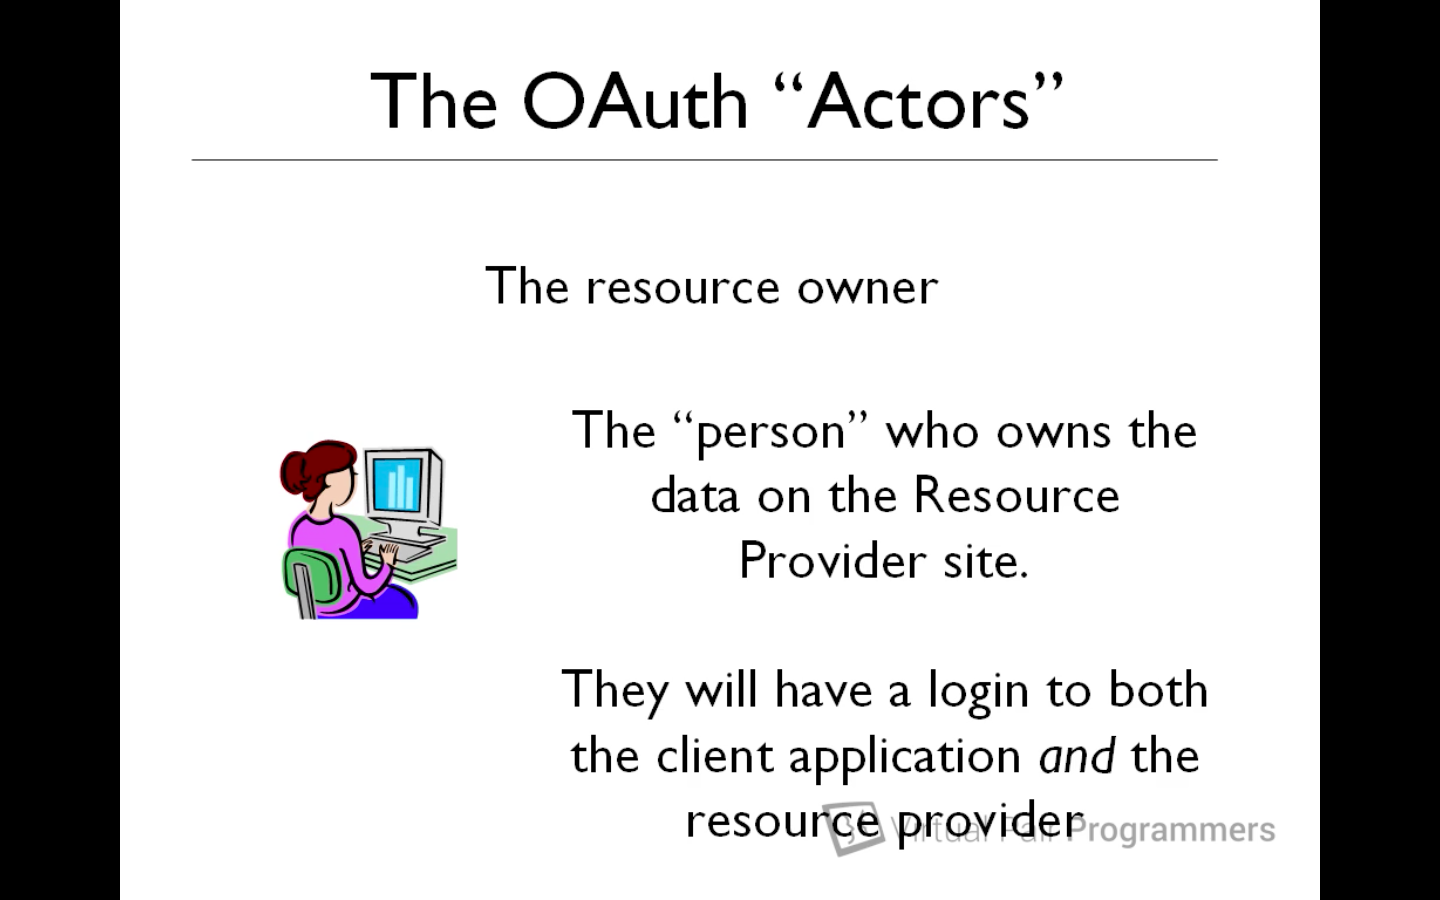 The OAuth “Actors”
The resource owner
The “person” who owns the
data on the Resource
Provider site.
They will have a login to both
the client application and the
resource provider
Virtual Pair Programmers